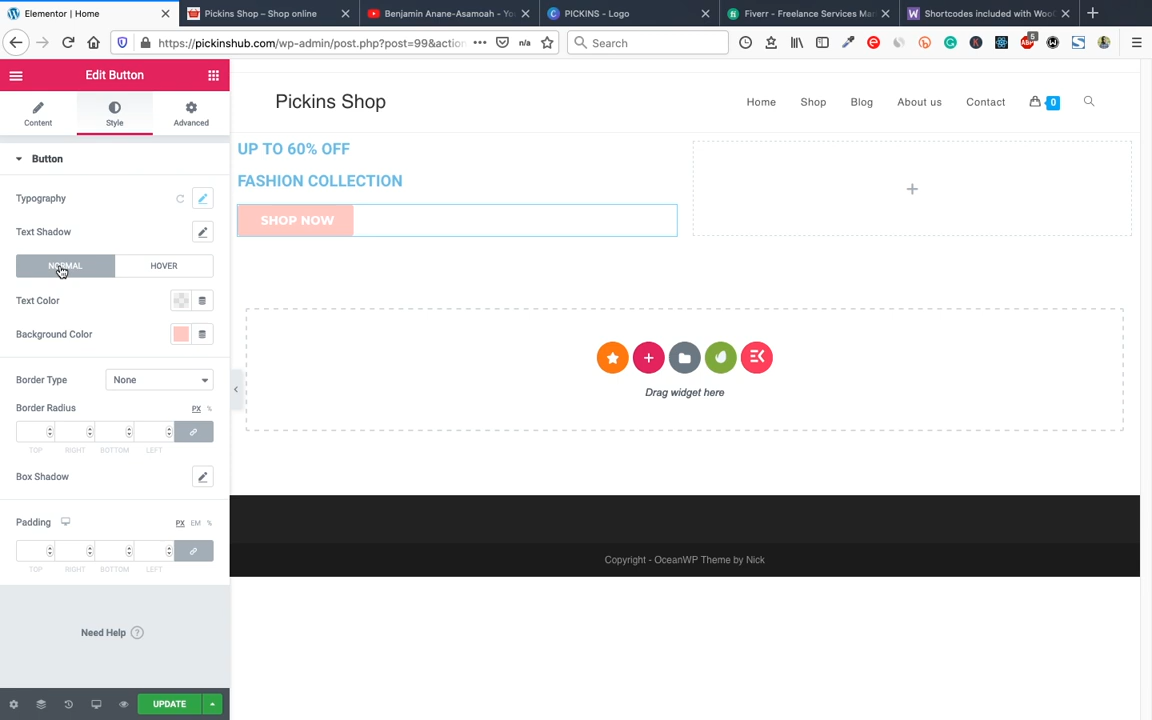 Elementor | Home
Pickins Shop – Shop online
Benjamin Anane-Asamoah - Yo
PICKINS - Logo
Fiverr - Freelance Services Mar
Shortcodes included with Woo
https://pickinshub.com/wp-admin/post.php?post=99&action
Search
5
Edit Button
Content
Style
Advanced
Button
Typography
Text Shadow
NORMAL
HOVER
Text Color
Background Color
Border Type
None
Border Radius
PX %
TOP RIGHT BOTTOM LEFT
Box Shadow
Padding
PX EM %
TOP RIGHT BOTTOM LEFT
Need Help ?
UPDATE
Pickins Shop
Home
Shop
Blog
About us
Contact
0
UP TO 60% OFF
FASHION COLLECTION
SHOP NOW
Drag widget here
Copyright - OceanWP Theme by Nick